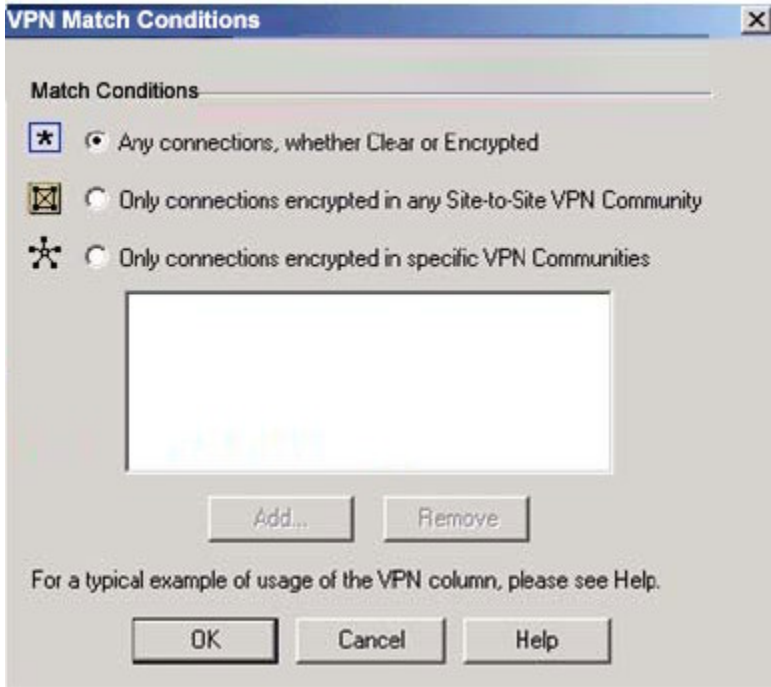 VPN Match Conditions
Match Conditions
Any connections, whether Clear or Encrypted
Only connections encrypted in any Site-to-Site VPN Community
Only connections encrypted in specific VPN Communities
Add... Remove
For a typical example of usage of the VPN column, please see Help.
OK Cancel Help